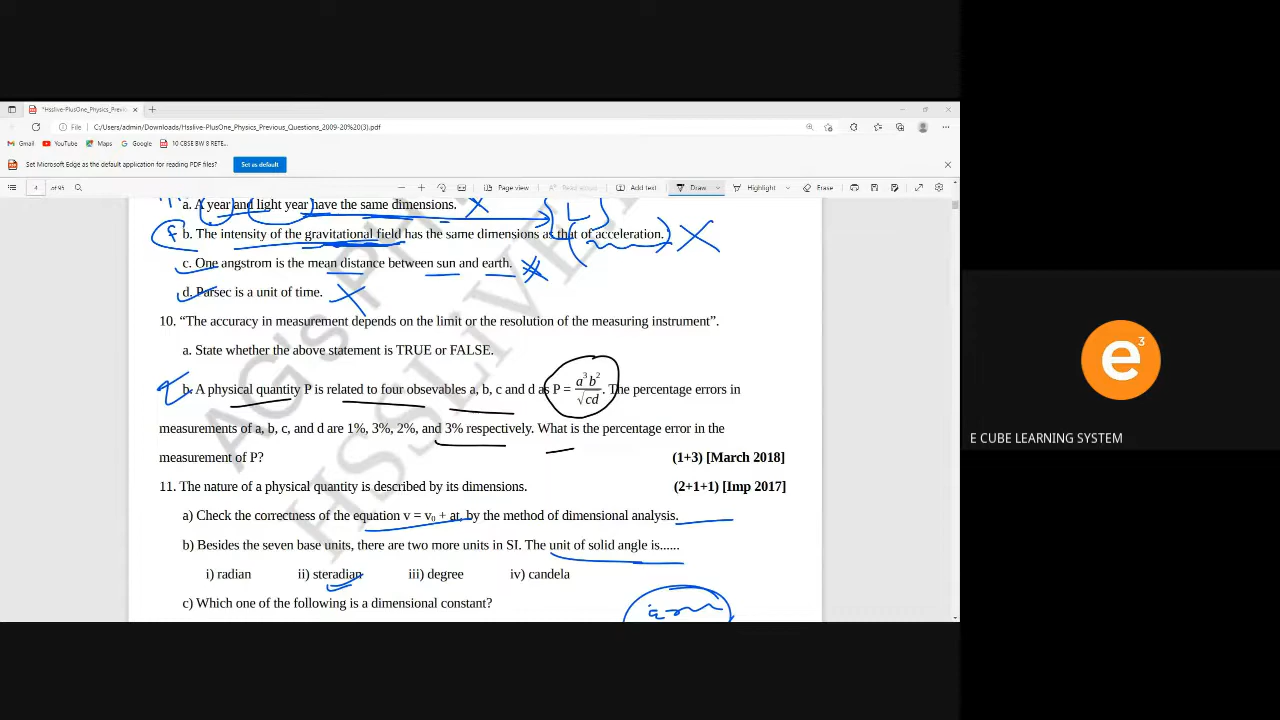 *Hsslive-PlusOne_Physics_Previo
File C:/Users/admin/Downloads/Hsslive-PlusOne_Physics_Previous_Questions_2009-20%20(3).pdf
Gmail YouTube Maps Google 10 CBSE BW 8 RETE...
Set Microsoft Edge as the default application for reading PDF files? Set as default
4 of 95 Page view Read aloud Add text Draw Highlight Erase
a. A year and light year have the same dimensions. L
f b. The intensity of the gravitational field has the same dimensions as that of acceleration.
c. One angstrom is the mean distance between sun and earth.
d. Parsec is a unit of time.
10. “The accuracy in measurement depends on the limit or the resolution of the measuring instrument”.
a. State whether the above statement is TRUE or FALSE.
b. A physical quantity P is related to four obsevables a, b, c and d as P = a³b²/√cd. The percentage errors in
measurements of a, b, c, and d are 1%, 3%, 2%, and 3% respectively. What is the percentage error in the
measurement of P? (1+3) [March 2018]
11. The nature of a physical quantity is described by its dimensions. (2+1+1) [Imp 2017]
a) Check the correctness of the equation v = v₀ + at, by the method of dimensional analysis.
b) Besides the seven base units, there are two more units in SI. The unit of solid angle is......
i) radian ii) steradian iii) degree iv) candela
c) Which one of the following is a dimensional constant?
AG's
HSSLIVE
e3
E CUBE LEARNING SYSTEM